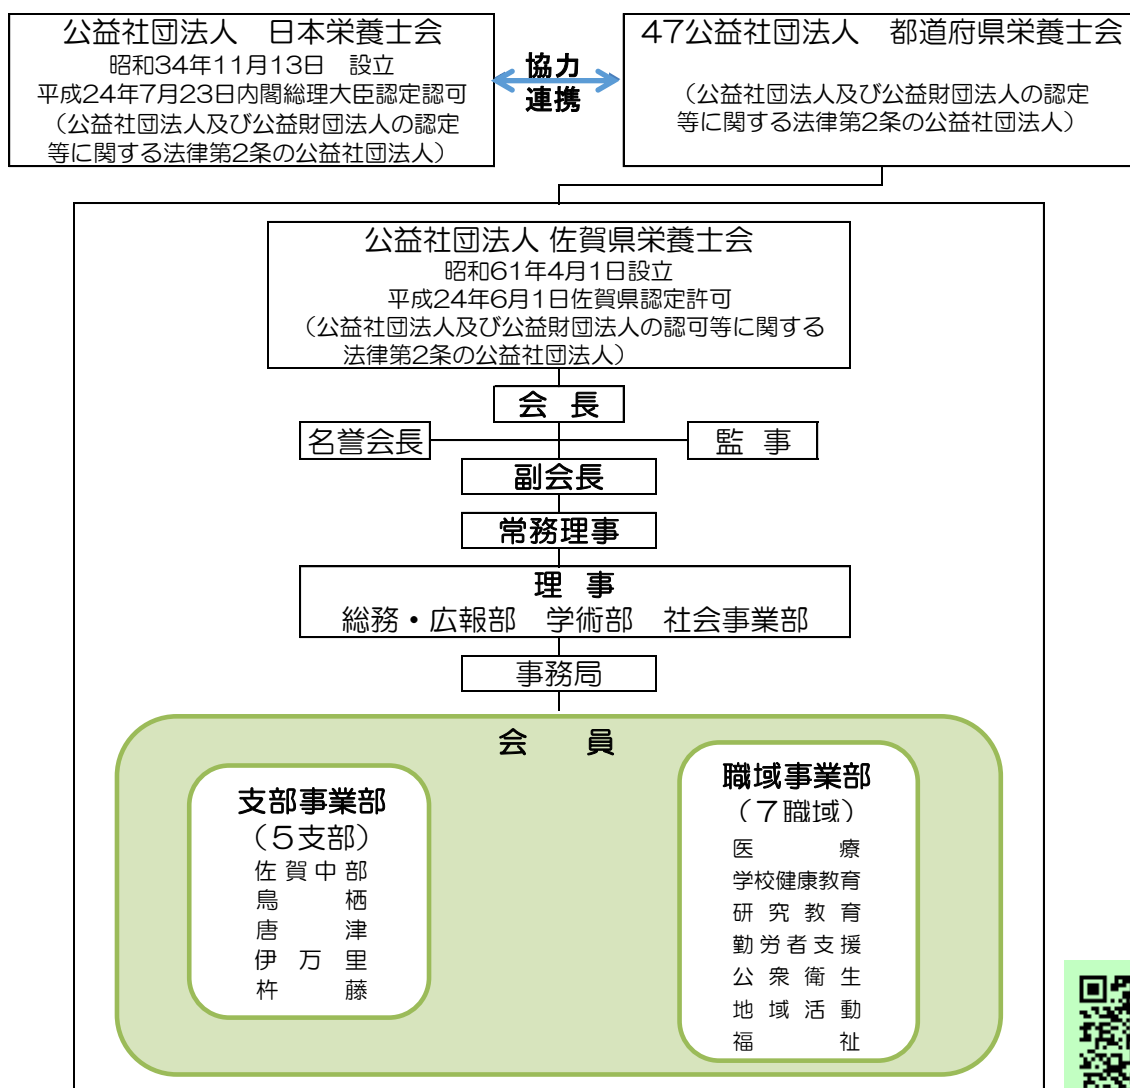 公益社団法人　日本栄養士会
昭和34年11月13日　設立
平成24年7月23日内閣総理大臣認定認可
（公益社団法人及び公益財団法人の認定
等に関する法律第2条の公益社団法人）
協力
連携
47公益社団法人　都道府県栄養士会
（公益社団法人及び公益財団法人の認定
等に関する法律第2条の公益社団法人）
公益社団法人 佐賀県栄養士会
昭和61年4月1日設立
平成24年6月1日佐賀県認定許可
（公益社団法人及び公益財団法人の認可等に関する
法律第2条の公益社団法人）
会　長
名誉会長
監　事
副会長
常務理事
理　事
総務・広報部　学術部　社会事業部
事務局
会　員
支部事業部
（5支部）
佐賀中部
鳥栖
唐津
伊万里
杵藤
職域事業部
（７職域）
医療
学校健康教育
研究教育
勤労者支援
公衆衛生
地域活動
福祉